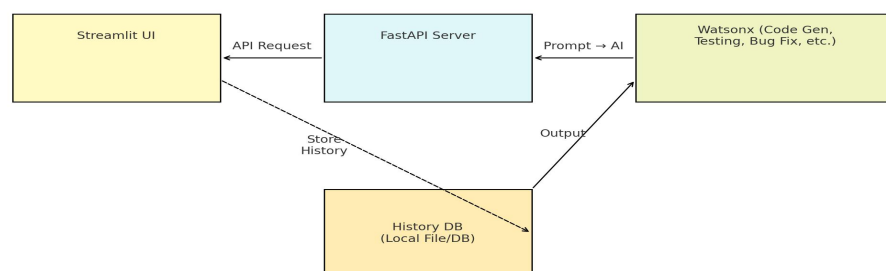 Streamlit UI
API Request
FastAPI Server
Prompt → AI
Watsonx (Code Gen,
Testing, Bug Fix, etc.)
Store
History
Output
History DB
(Local File/DB)